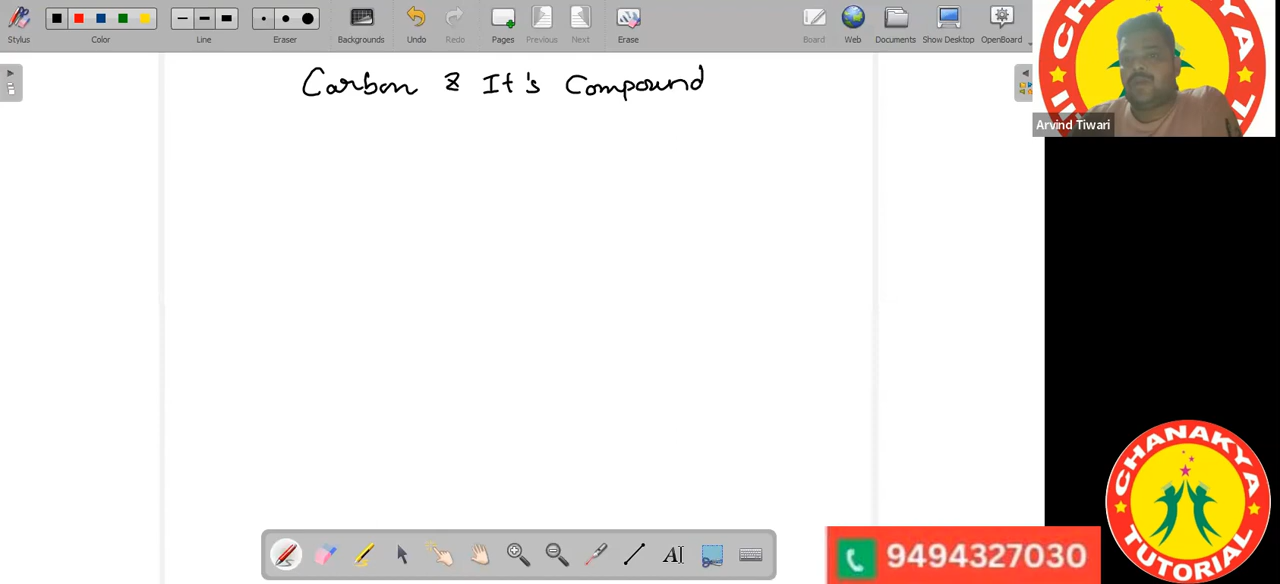 Stylus Color Line Eraser Backgrounds Undo Redo Pages Previous Next Erase Board Web Documents Show Desktop OpenBoard
Carbon & It's Compound
Arvind Tiwari
CHANAKYA
TUTORIAL
9494327030